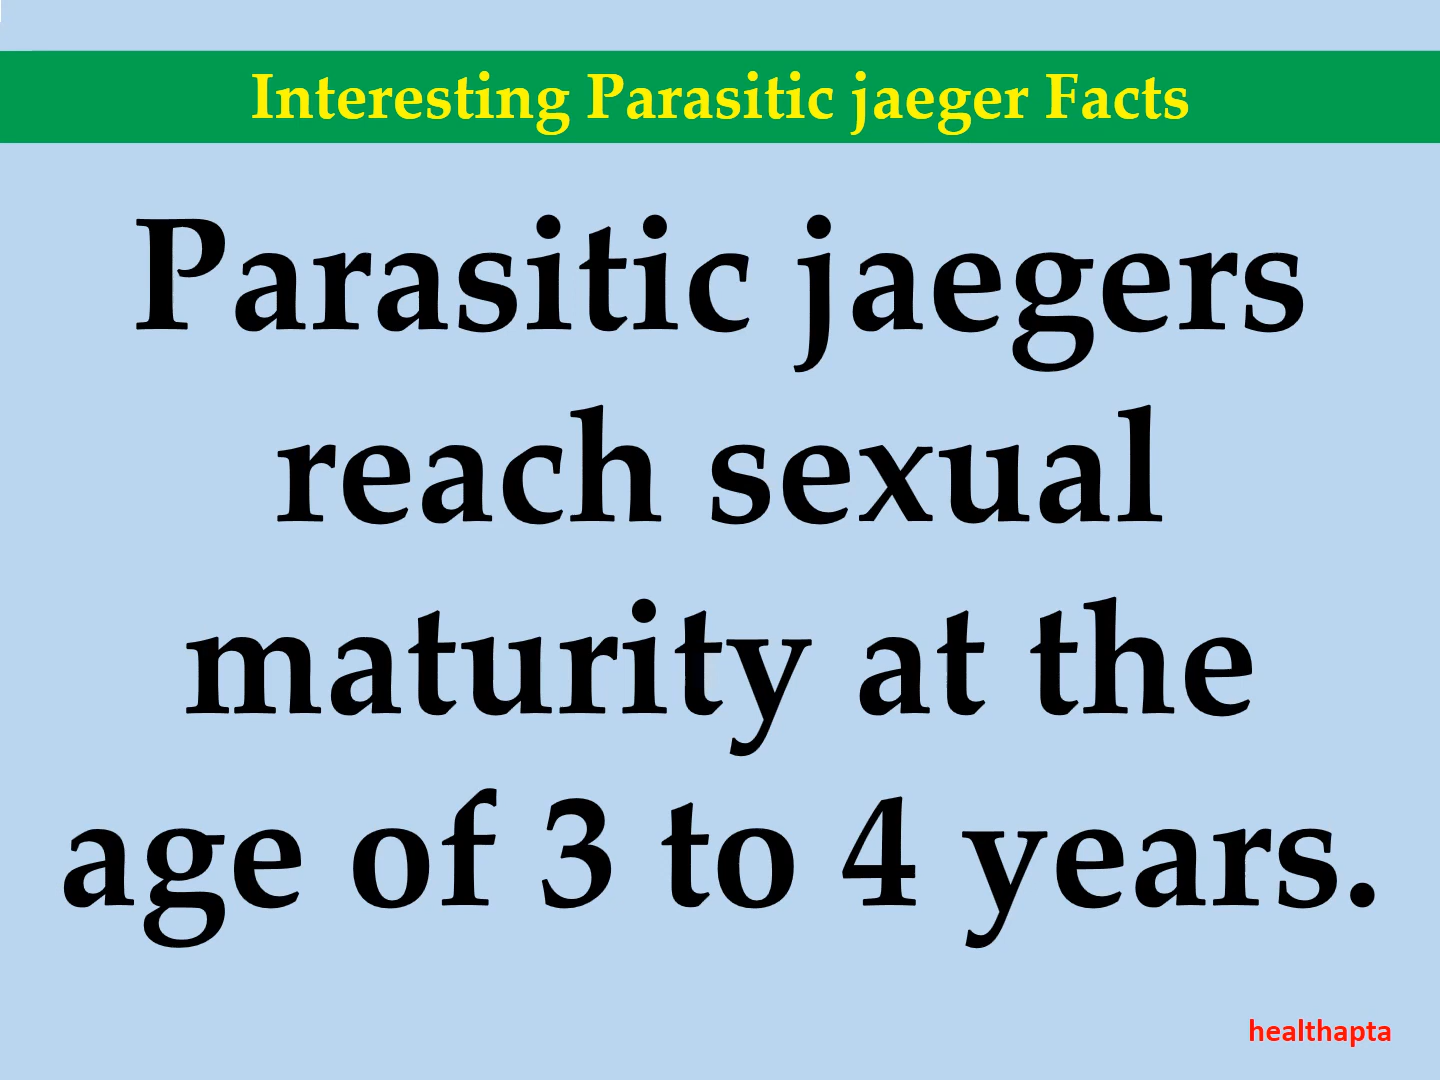 Interesting Parasitic jaeger Facts
Parasitic jaegers
reach sexual
maturity at the
age of 3 to 4 years.
healthapta